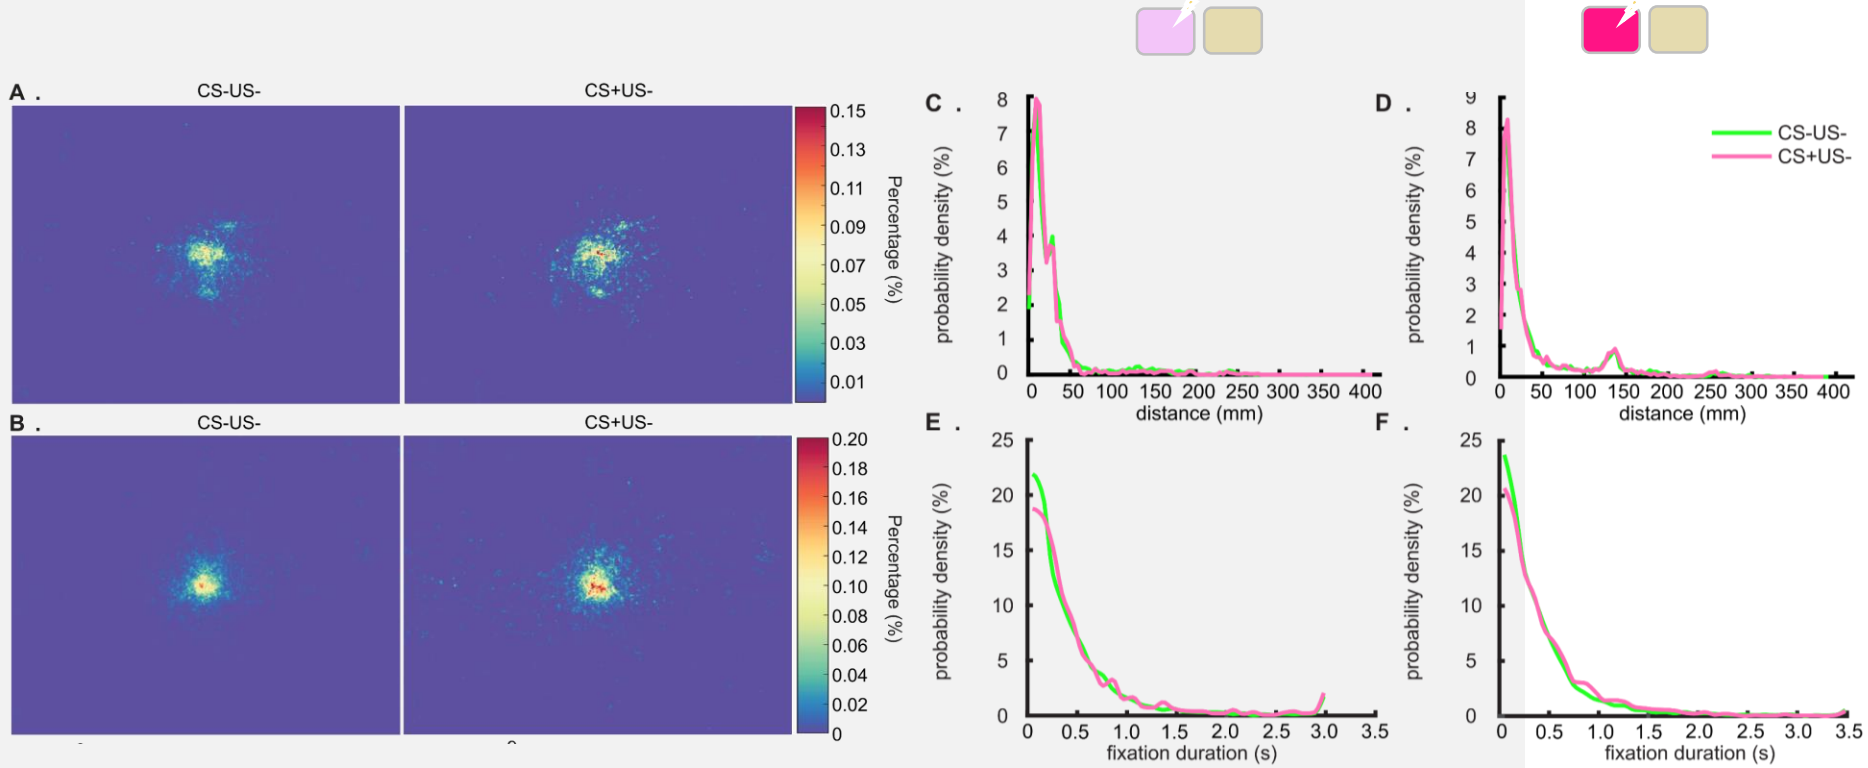 A .
CS-US-
CS+US-
0.15
0.13
0.11
0.09
0.07
0.05
0.03
0.01
Percentage (%)
B .
CS-US-
CS+US-
0.20
0.18
0.16
0.14
0.12
0.10
0.08
0.06
0.04
0.02
0
Percentage (%)
C .
8
7
6
5
4
3
2
1
0
probability density (%)
0 50 100 150 200 250 300 350 400
distance (mm)
D .
9
8
7
6
5
4
3
2
1
0
probability density (%)
CS-US-
CS+US-
0 50 100 150 200 250 300 350 400
distance (mm)
E .
25
20
15
10
5
0
probability density (%)
0 0.5 1.0 1.5 2.0 2.5 3.0 3.5
fixation duration (s)
F .
25
20
15
10
5
0
probability density (%)
0 0.5 1.0 1.5 2.0 2.5 3.0 3.5
fixation duration (s)